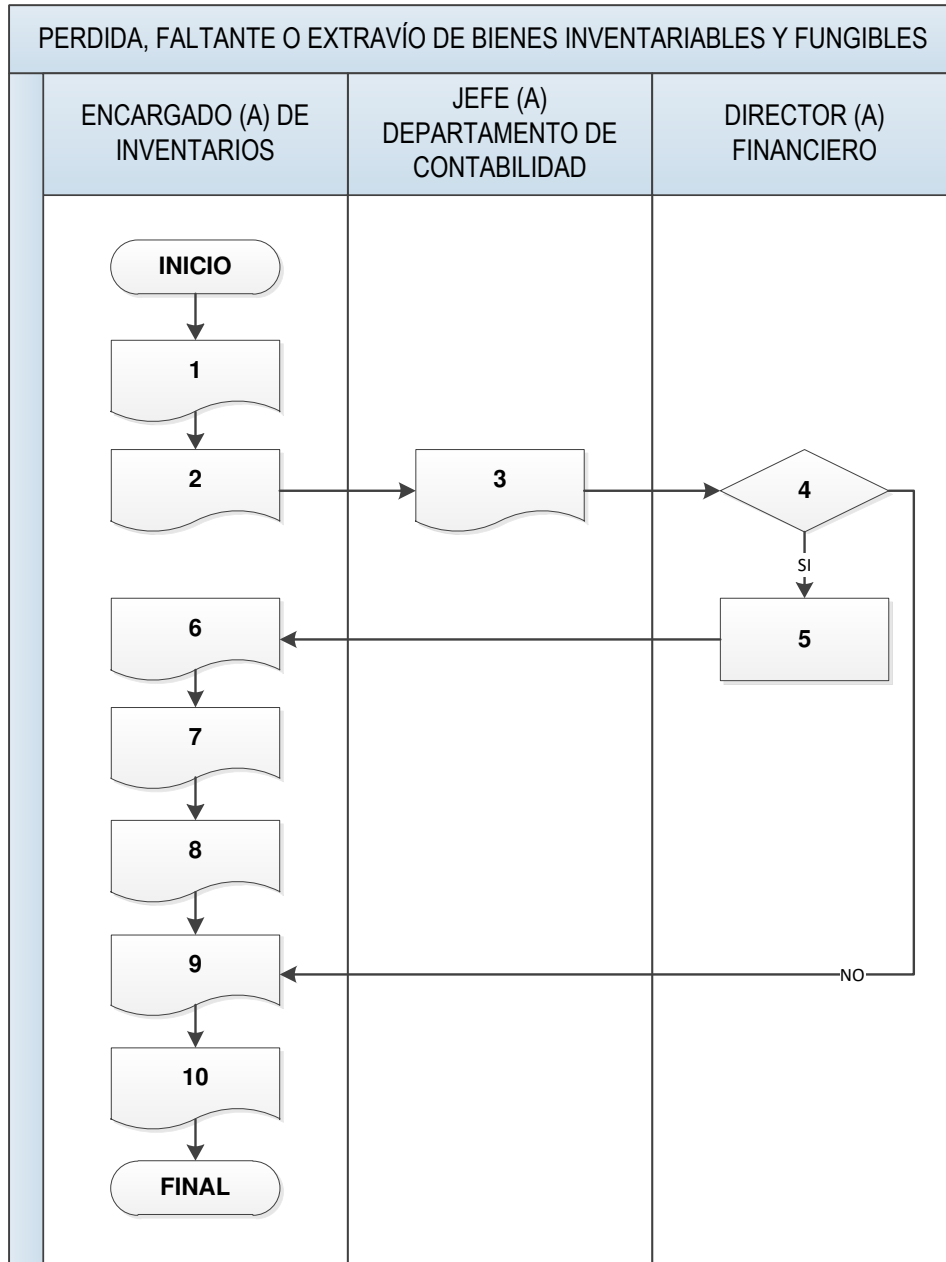 PERDIDA, FALTANTE O EXTRAVÍO DE BIENES INVENTARIABLES Y FUNGIBLES
ENCARGADO (A) DE
INVENTARIOS
JEFE (A)
DEPARTAMENTO DE
CONTABILIDAD
DIRECTOR (A)
FINANCIERO
INICIO
1
2
3
4
SI
5
6
7
8
9
NO
10
FINAL